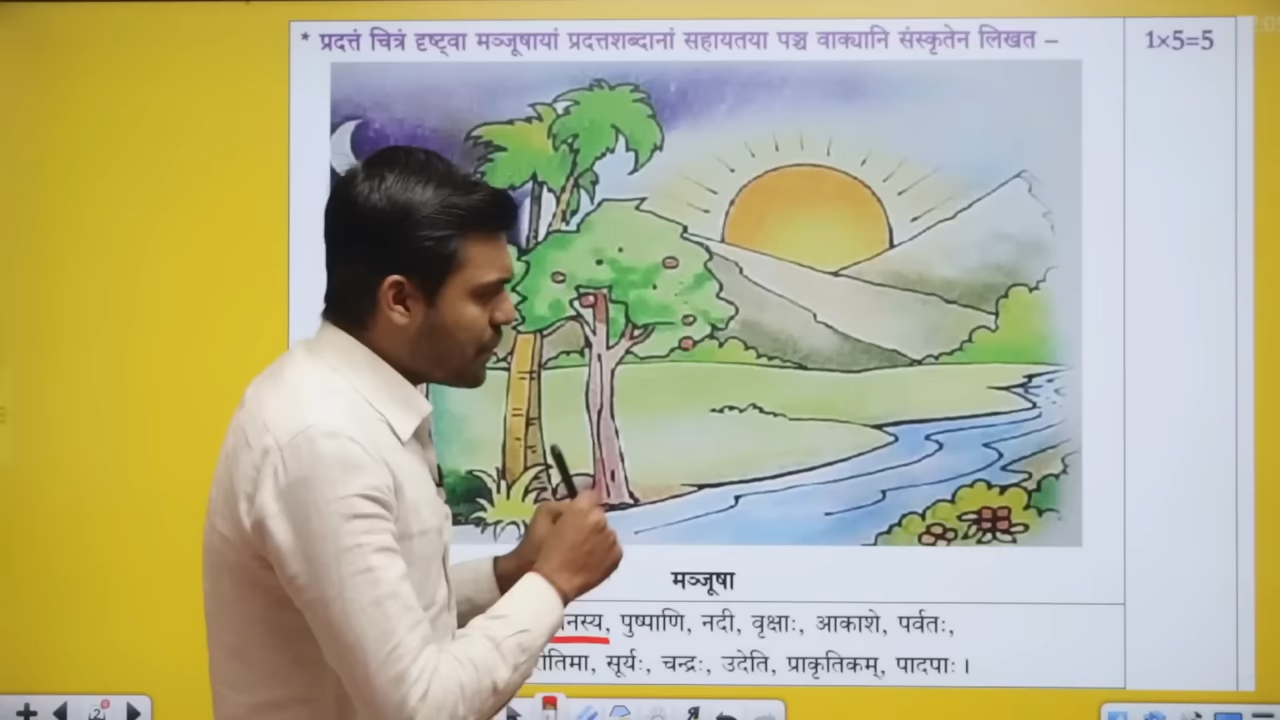 * प्रदत्तं चित्रं दृष्ट्वा मञ्जूषायां प्रदत्तशब्दानां सहायतया पञ्च वाक्यानि संस्कृतेन लिखत – 1×5=5
मञ्जूषा
पुष्पाणि, नदी, वृक्षाः, आकाशे, पर्वतः,
सूर्यः, चन्द्रः, उदेति, प्राकृतिकम्, पादपाः।